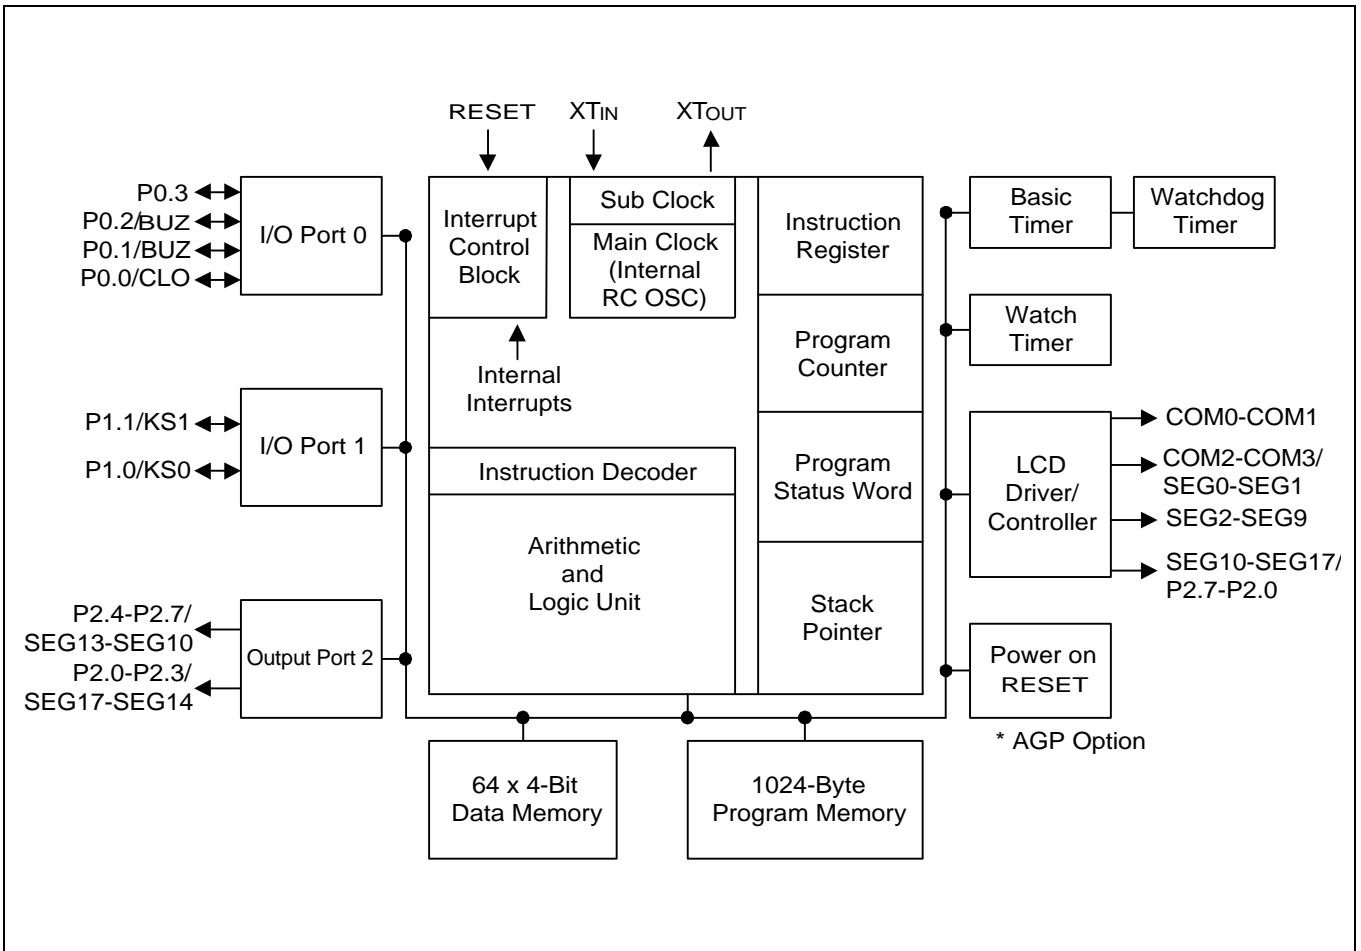 RESET
XTIN
XTOUT
P0.3
P0.2/BUZ
P0.1/BUZ
P0.0/CLO
I/O Port 0
Interrupt
Control
Block
Sub Clock
Main Clock
(Internal
RC OSC)
Instruction
Register
Basic
Timer
Watchdog
Timer
Internal
Interrupts
Program
Counter
Watch
Timer
P1.1/KS1
P1.0/KS0
I/O Port 1
Instruction Decoder
Program
Status Word
LCD
Driver/
Controller
COM0-COM1
COM2-COM3/
SEG0-SEG1
SEG2-SEG9
SEG10-SEG17/
P2.7-P2.0
Arithmetic
and
Logic Unit
Stack
Pointer
P2.4-P2.7/
SEG13-SEG10
P2.0-P2.3/
SEG17-SEG14
Output Port 2
Power on
RESET
* AGP Option
64 x 4-Bit
Data Memory
1024-Byte
Program Memory